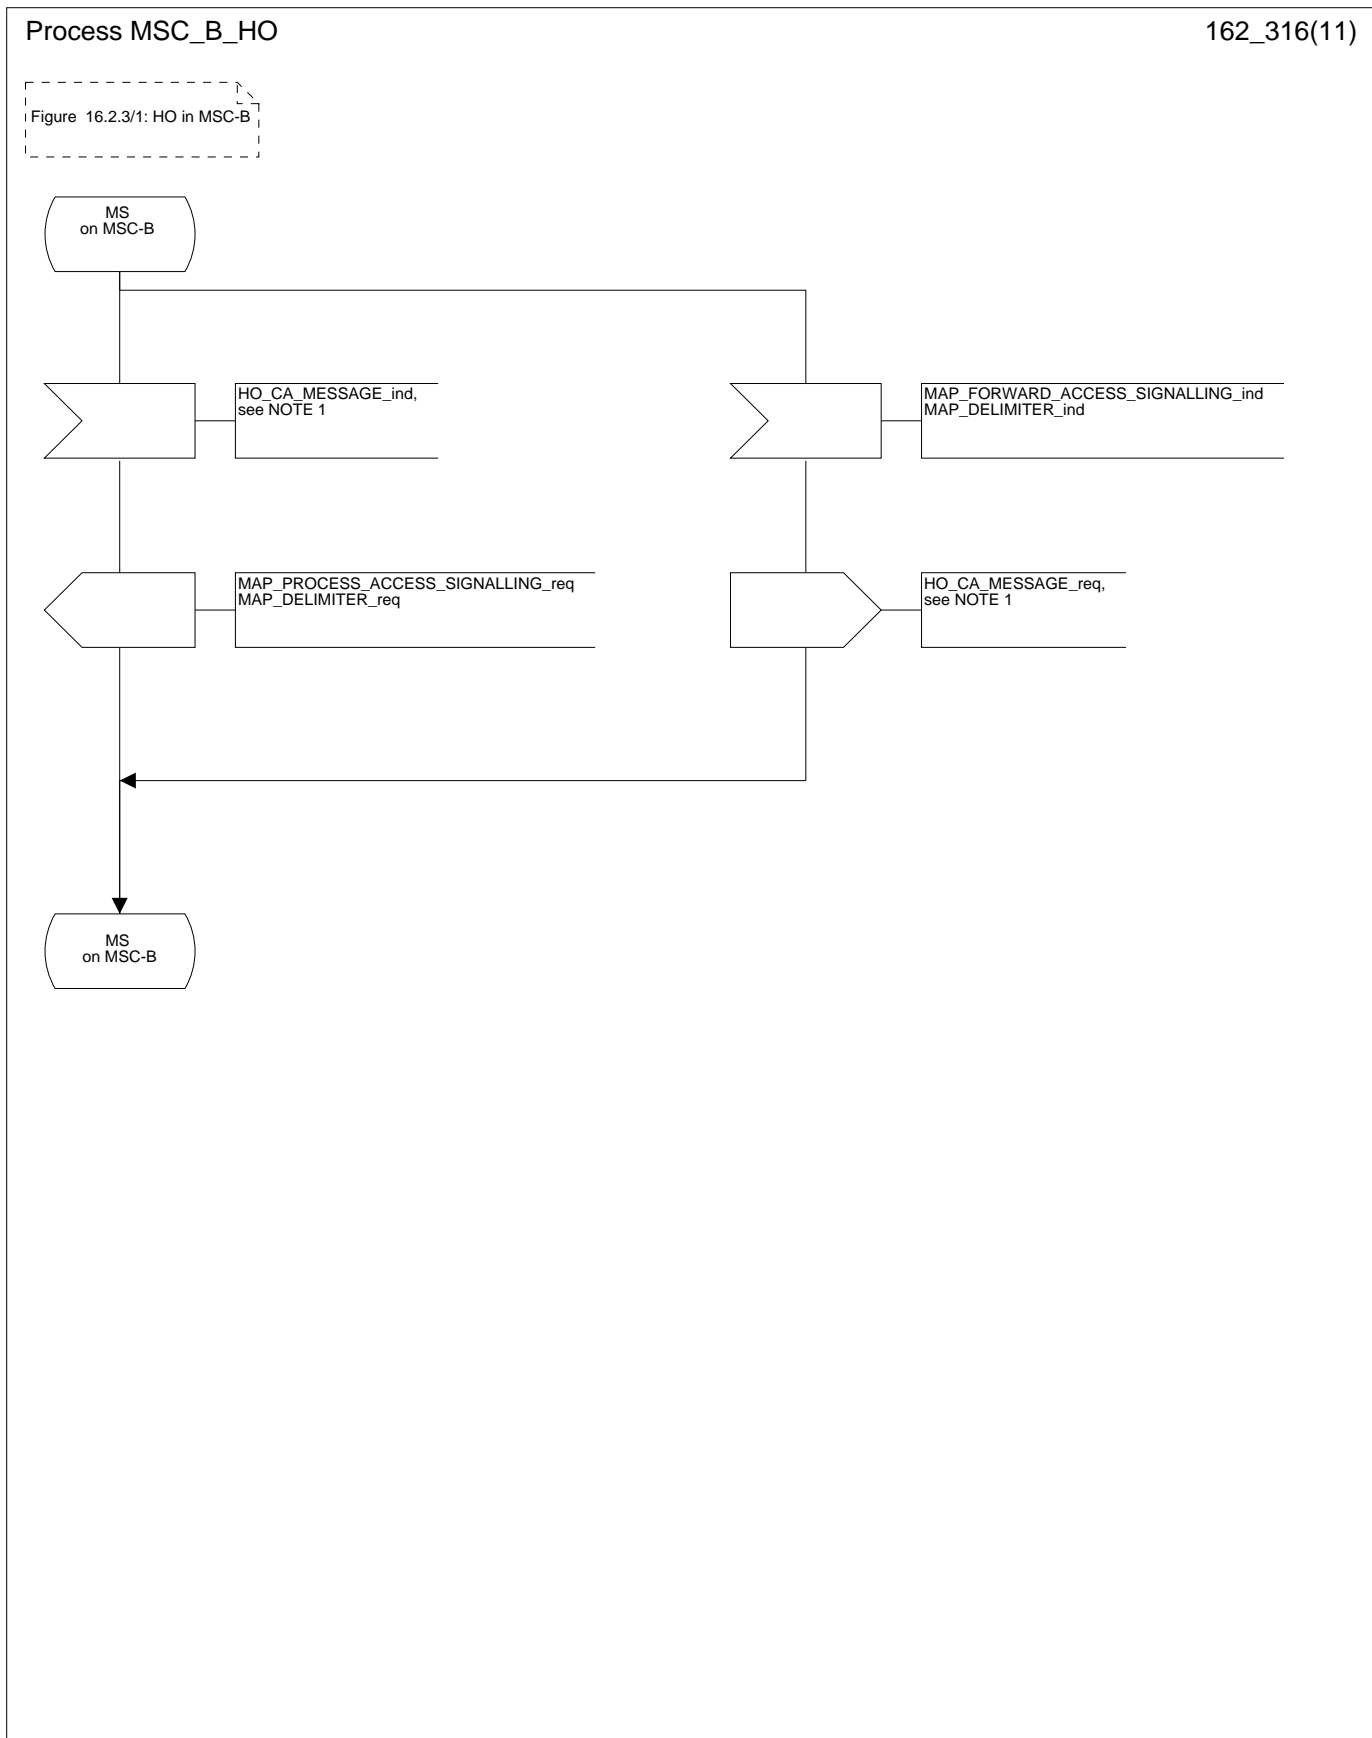 Process MSC_B_HO
162_316(11)
Figure 16.2.3/1: HO in MSC-B
MS
on MSC-B
HO_CA_MESSAGE_ind,
see NOTE 1
MAP_FORWARD_ACCESS_SIGNALLING_ind
MAP_DELIMITER_ind
MAP_PROCESS_ACCESS_SIGNALLING_req
MAP_DELIMITER_req
HO_CA_MESSAGE_req,
see NOTE 1
MS
on MSC-B